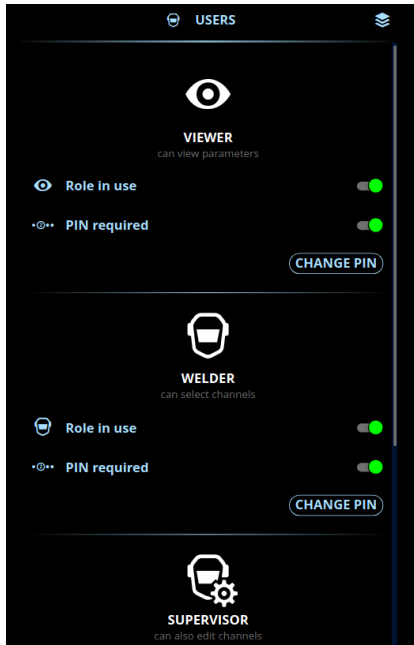 USERS
VIEWER
can view parameters
Role in use
PIN required
CHANGE PIN
WELDER
can select channels
Role in use
PIN required
CHANGE PIN
SUPERVISOR
can also edit channels